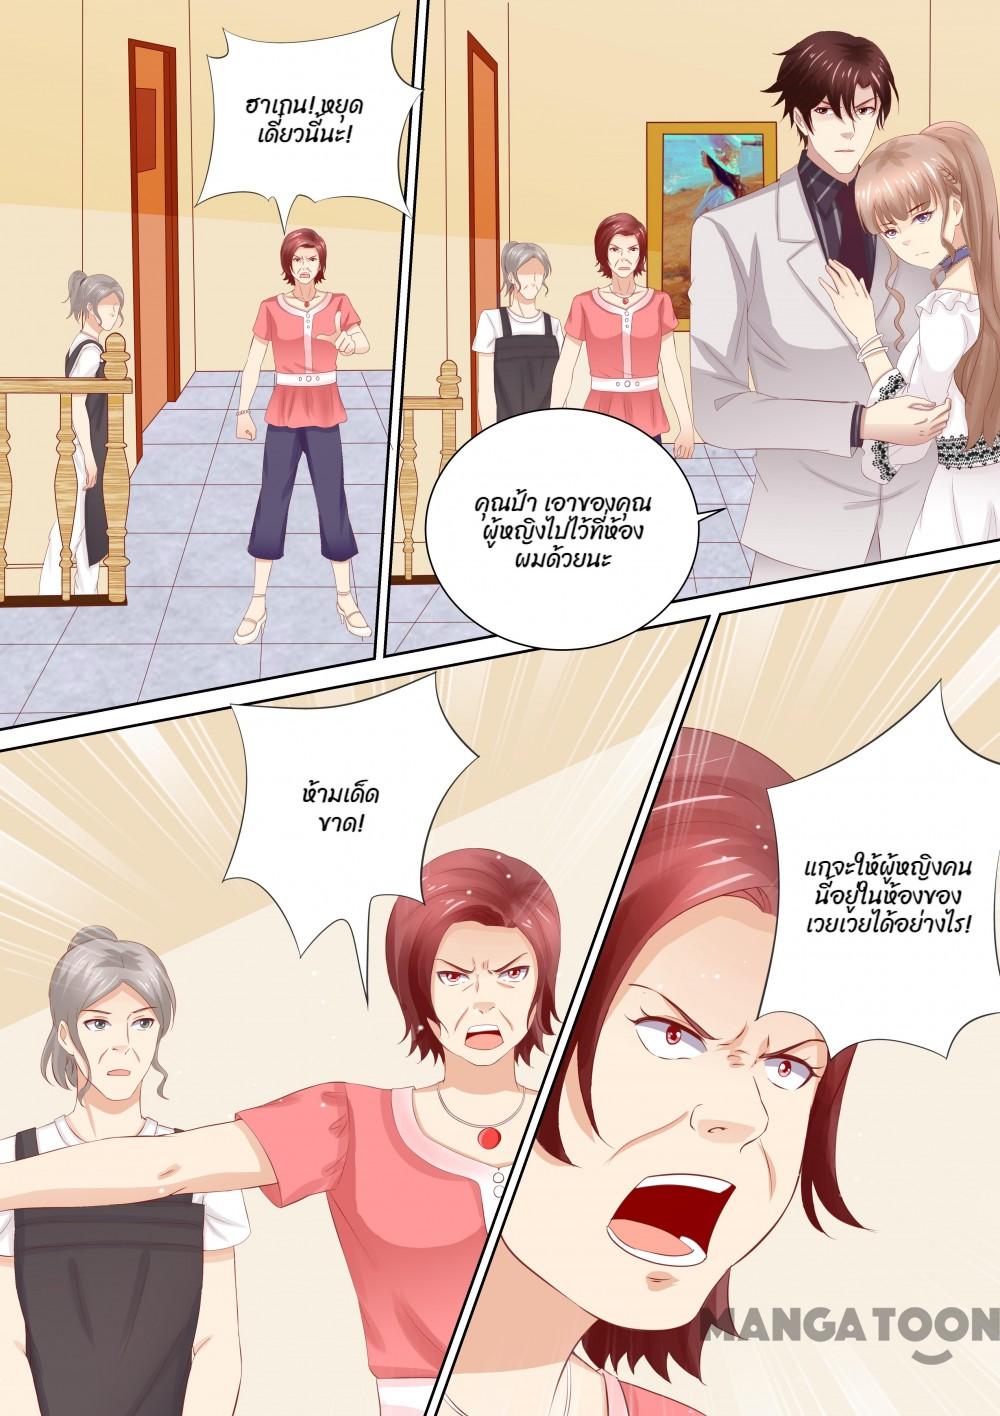 ฮาเกน! หยุด
เดี๋ยวนี้นะ!
คุณป้า เอาของคุณ
ผู้หญิงไปไว้ที่ห้อง
ผมด้วยนะ
ห้ามเด็ด
ขาด!
แกจะให้ผู้หญิงคน
นี้อยู่ในห้องของ
เวยเวยได้อย่างไร!
MANGATOON